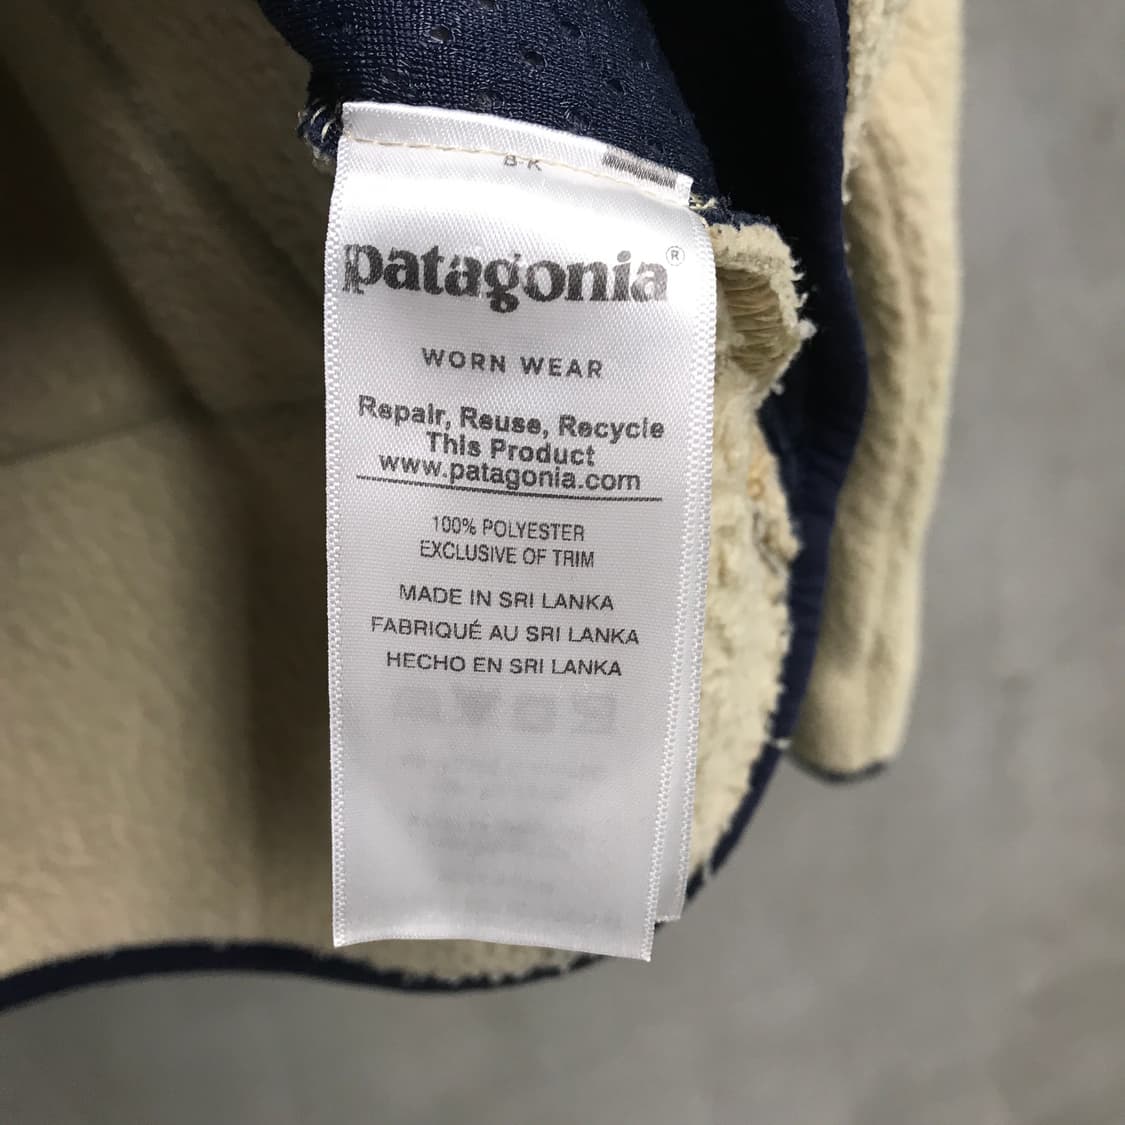 patagonia®
WORN WEAR
Repair, Reuse, Recycle
This Product
www.patagonia.com
100% POLYESTER
EXCLUSIVE OF TRIM
MADE IN SRI LANKA
FABRIQUÉ AU SRI LANKA
HECHO EN SRI LANKA